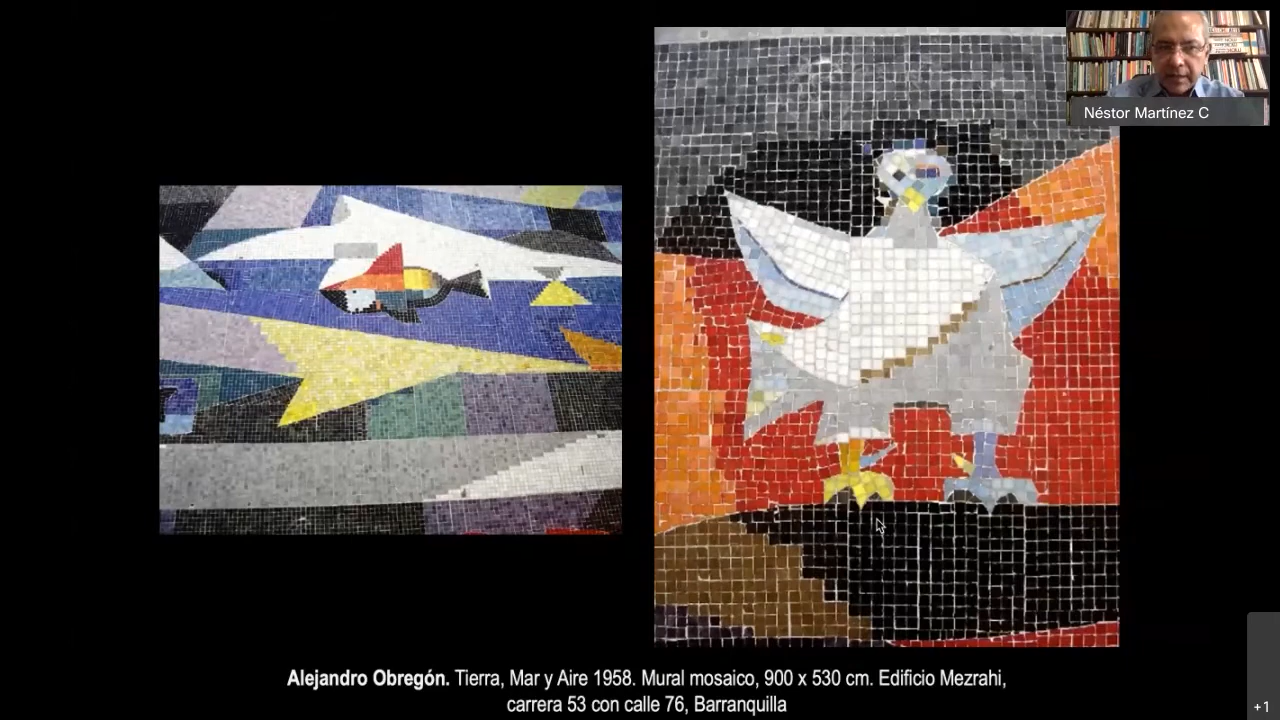 Néstor Martínez C
Alejandro Obregón. Tierra, Mar y Aire 1958. Mural mosaico, 900 x 530 cm. Edificio Mezrahi,
carrera 53 con calle 76, Barranquilla
+1